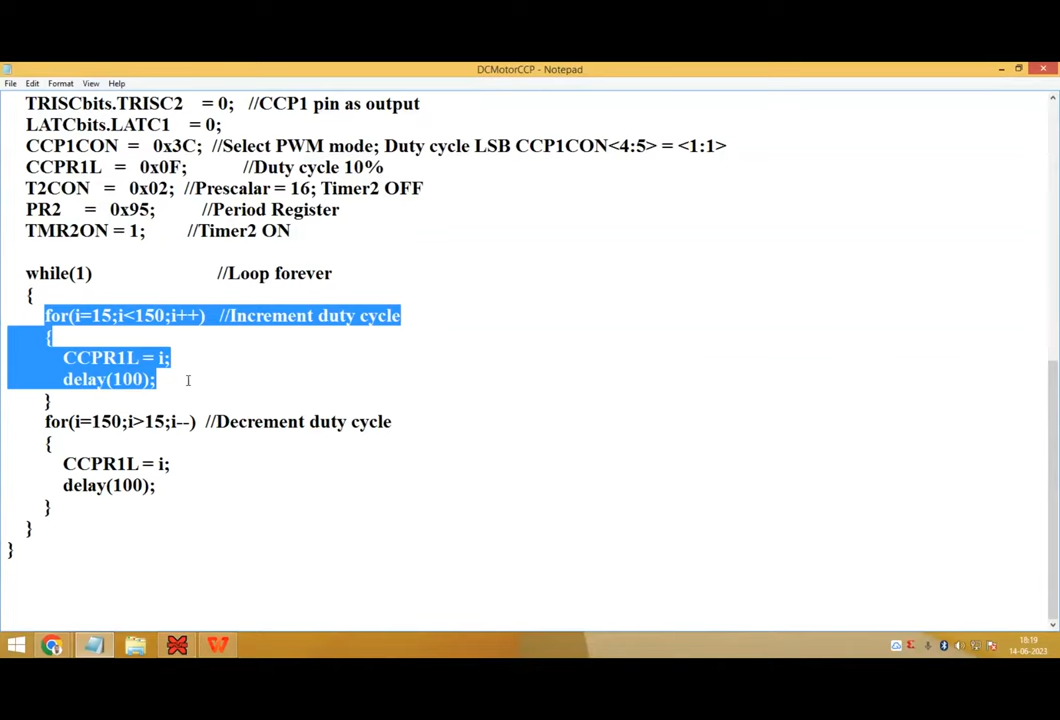 DCMotorCCP - Notepad
File Edit Format View Help
TRISCbits.TRISC2 = 0; //CCP1 pin as output
LATCbits.LATC1 = 0;
CCP1CON = 0x3C; //Select PWM mode; Duty cycle LSB CCP1CON<4:5> = <1:1>
CCPR1L = 0x0F; //Duty cycle 10%
T2CON = 0x02; //Prescalar = 16; Timer2 OFF
PR2 = 0x95; //Period Register
TMR2ON = 1; //Timer2 ON
while(1) //Loop forever
{
for(i=15;i<150;i++) //Increment duty cycle
{
CCPR1L = i;
delay(100);
}
for(i=150;i>15;i--) //Decrement duty cycle
{
CCPR1L = i;
delay(100);
}
}
}
18:19
14-06-2023